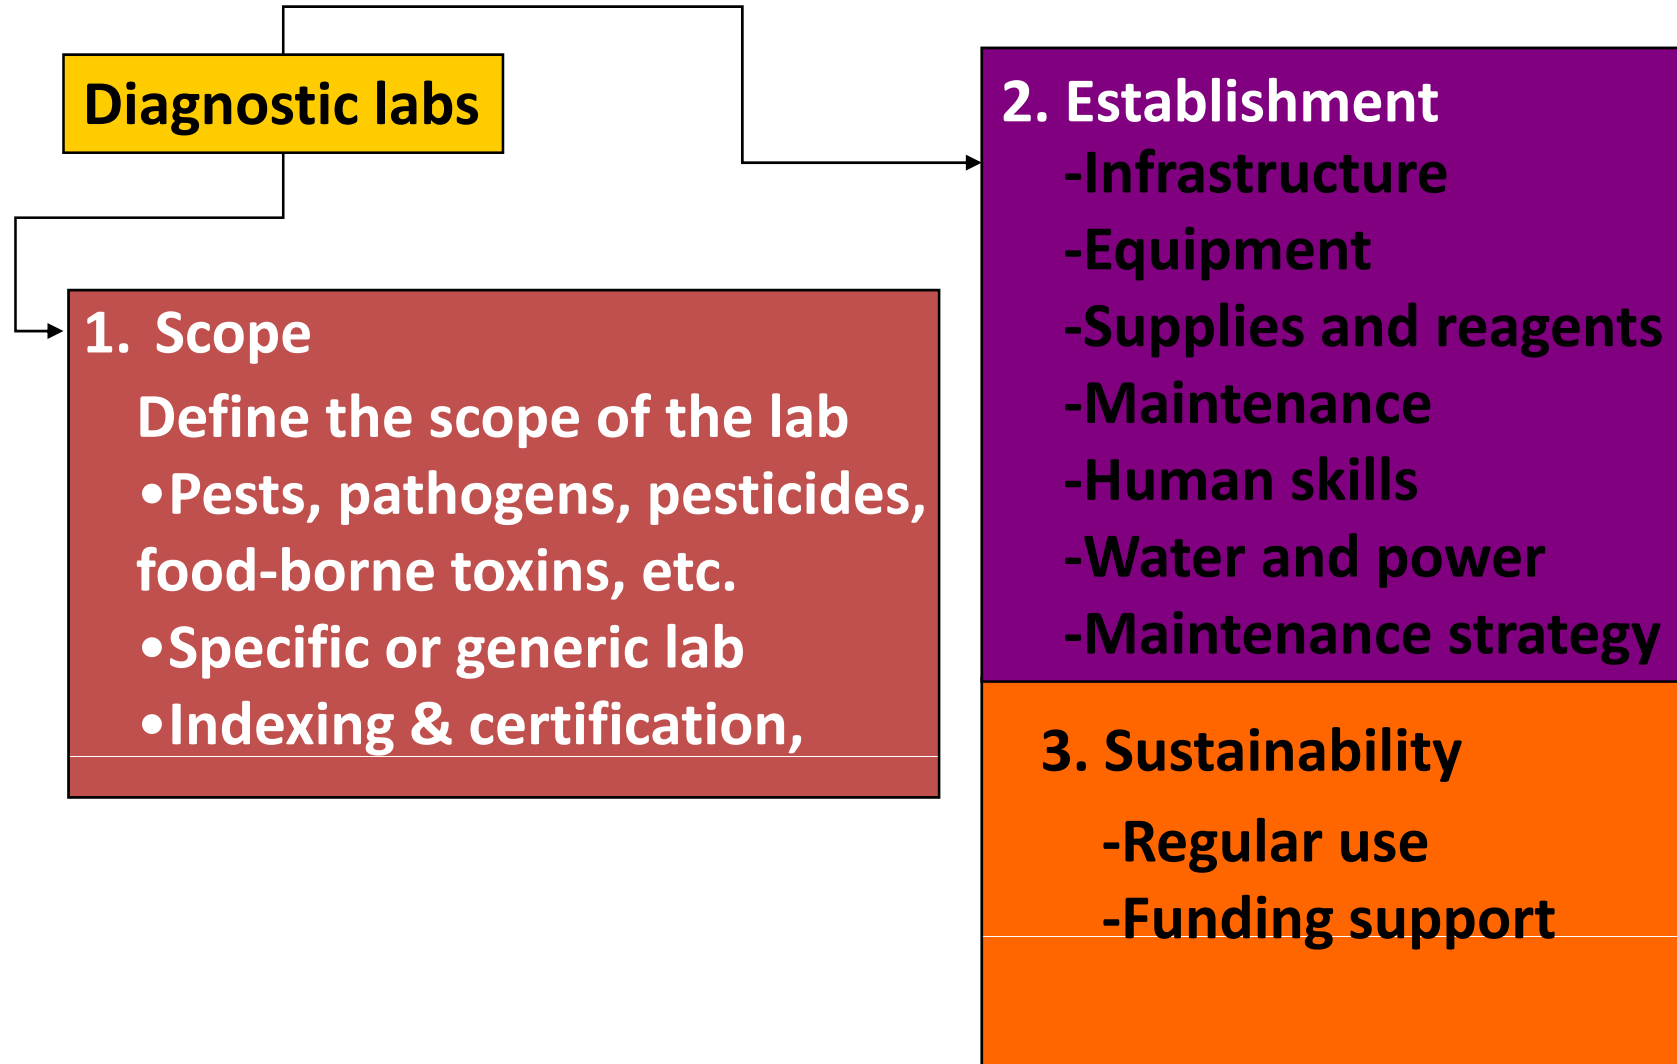 Diagnostic labs
1. Scope
Define the scope of the lab
•Pests, pathogens, pesticides,
food-borne toxins, etc.
•Specific or generic lab
•Indexing & certification,
2. Establishment
-Infrastructure
-Equipment
-Supplies and reagents
-Maintenance
-Human skills
-Water and power
-Maintenance strategy
3. Sustainability
-Regular use
-Funding support